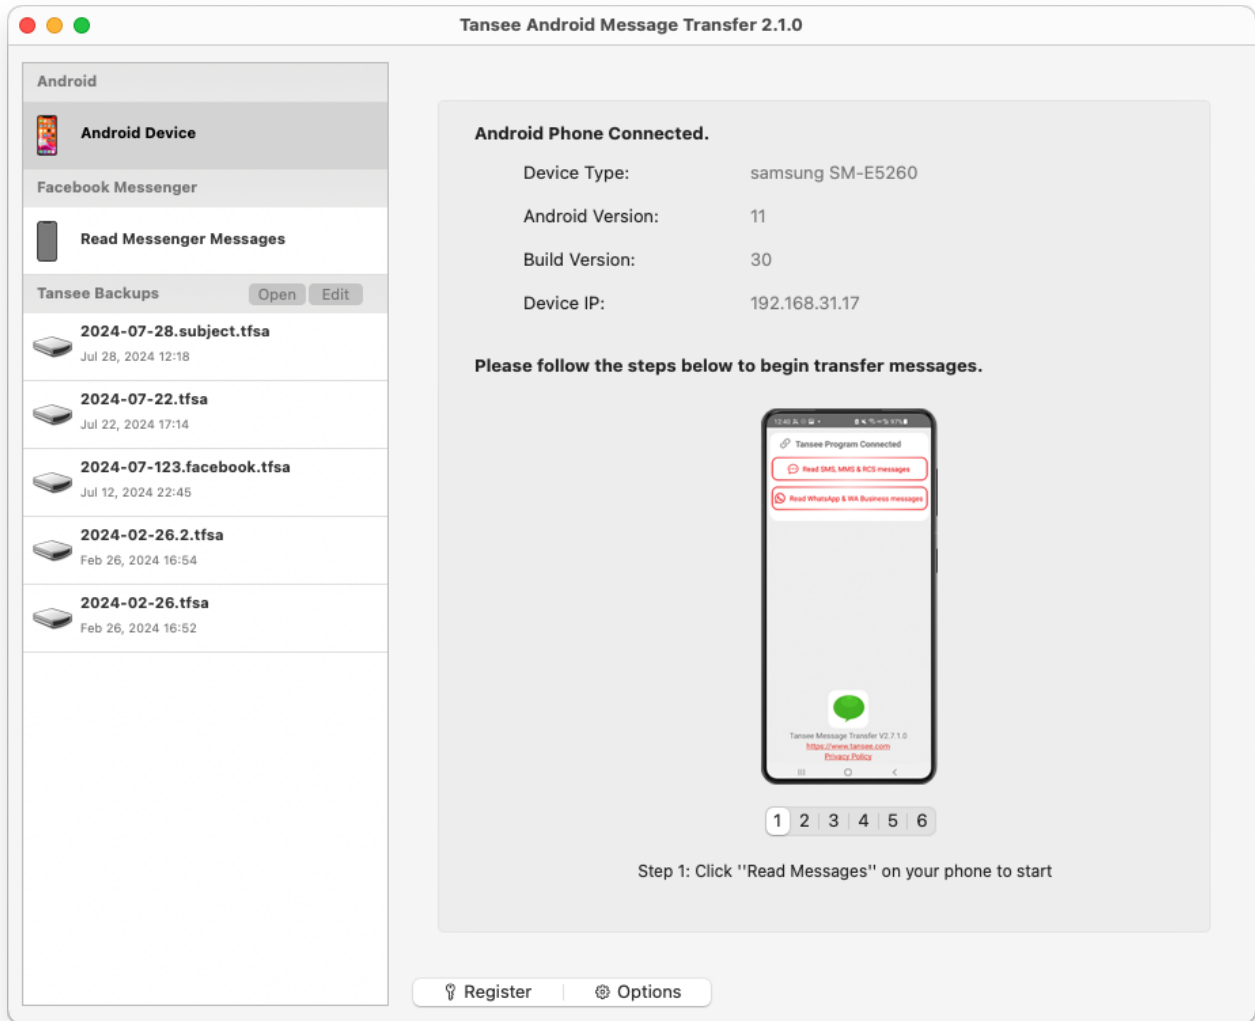 Tansee Android Message Transfer 2.1.0
Android
Android Device
Facebook Messenger
Read Messenger Messages
Tansee Backups Open Edit
2024-07-28.subject.tfsa
Jul 28, 2024 12:18
2024-07-22.tfsa
Jul 22, 2024 17:14
2024-07-123.facebook.tfsa
Jul 12, 2024 22:45
2024-02-26.2.tfsa
Feb 26, 2024 16:54
2024-02-26.tfsa
Feb 26, 2024 16:52
Android Phone Connected.
Device Type: samsung SM-E5260
Android Version: 11
Build Version: 30
Device IP: 192.168.31.17
Please follow the steps below to begin transfer messages.
12:40 97%
Tansee Program Connected
Read SMS, MMS & RCS messages
Read WhatsApp & WA Business messages
Tansee Message Transfer V2.7.1.0
https://www.tansee.com
Privacy Policy
1 2 3 4 5 6
Step 1: Click ''Read Messages'' on your phone to start
Register Options